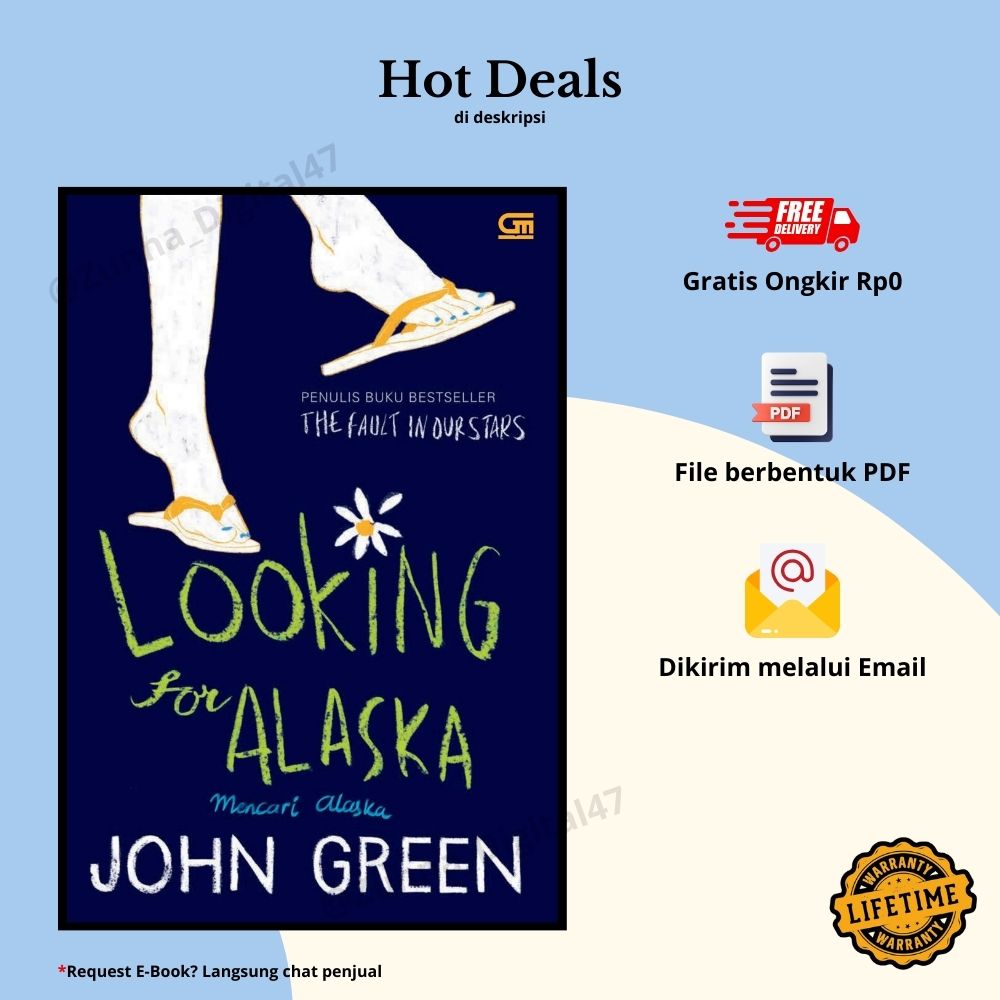 Hot Deals
di deskripsi
@Zunna_Digital47
GM
PENULIS BUKU BESTSELLER
THE FAULT IN OUR STARS
LOOKING
for ALASKA
Mencari Alaska
JOHN GREEN
FREE
DELIVERY
Gratis Ongkir Rp0
PDF
File berbentuk PDF
@
Dikirim melalui Email
WARRANTY
LIFETIME
WARRANTY
*Request E-Book? Langsung chat penjual